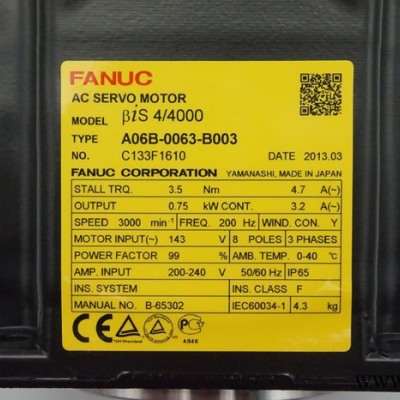 FANUC
AC SERVO MOTOR
MODEL βiS 4/4000
TYPE A06B-0063-B003
NO. C133F1610 DATE 2013.03
FANUC CORPORATION YAMANASHI, MADE IN JAPAN
STALL TRQ. 3.5 Nm 4.7 A(~)
OUTPUT 0.75 kW CONT. 3.2 A(~)
SPEED 3000 min⁻¹ FREQ. 200 Hz WIND. CON. Y
MOTOR INPUT(~) 143 V 8 POLES 3 PHASES
POWER FACTOR 99 % AMB. TEMP. 0-40 ℃
AMP. INPUT 200-240 V 50/60 Hz IP65
INS. SYSTEM INS. CLASS F
MANUAL NO. B-65302 IEC60034-1 4.3 kg
CE